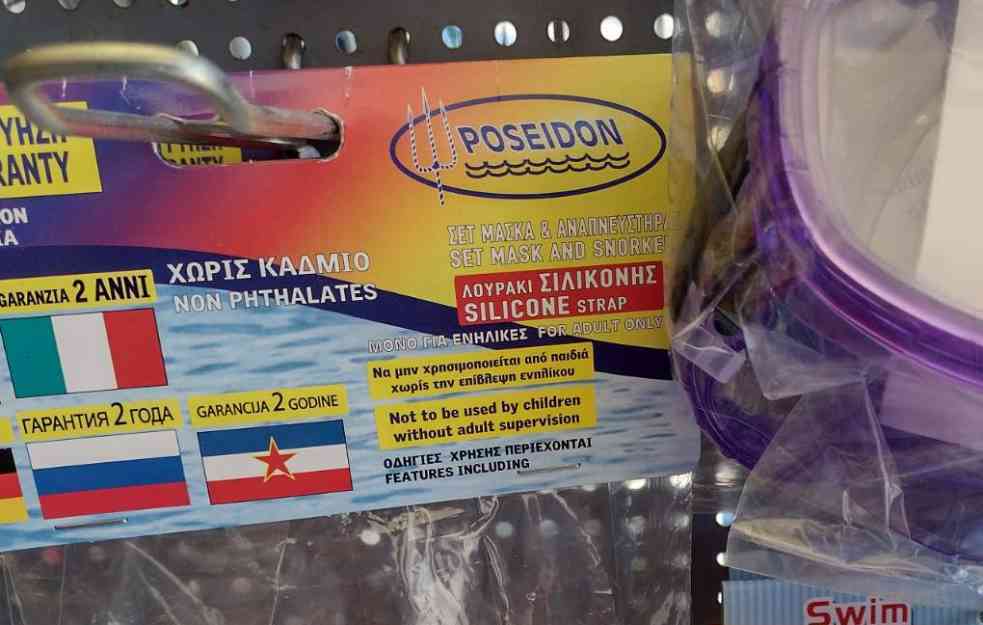 POSEIDON
RANTY
ΣΕΤ ΜΑΣΚΑ & ΑΝΑΠΝΕΥΣΤΗΡΑ
SET MASK AND SNORKE
ΛΟΥΡΑΚΙ ΣΙΛΙΚΟΝΗΣ
SILICONE STRAP
ΜΟΝΟ ΓΙΑ ΕΝΗΛΙΚΕΣ FOR ADULT ONLY
ΧΩΡΙΣ ΚΑΔΜΙΟ
NON PHTHALATES
GARANZIA 2 ANNI
Να μην χρησιμοποιείται από παιδιά
χωρίς την επίβλεψη ενηλίκου
Not to be used by children
without adult supervision
ΟΔΗΓΙΕΣ ΧΡΗΣΗΣ ΠΕΡΙΕΧΟΝΤΑΙ
FEATURES INCLUDING
ГАРАНТИЯ 2 ГОДА
GARANCIJA 2 GODINE
Swim